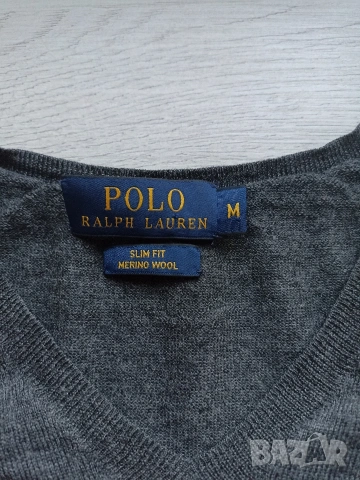 POLO
RALPH LAUREN
M
SLIM FIT
MERINO WOOL
BAZAR